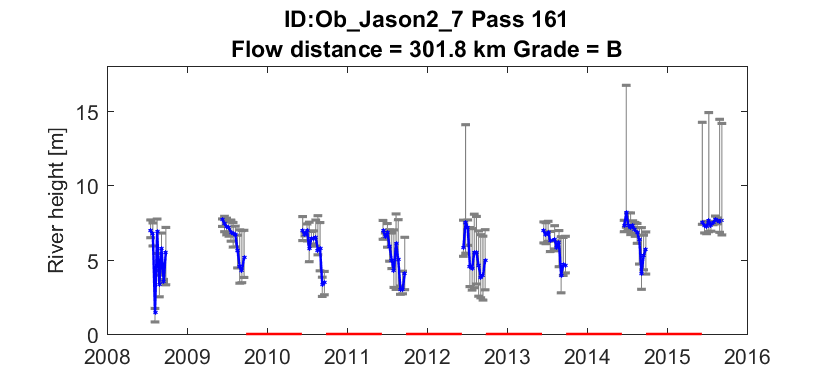 ID:Ob_Jason2_7 Pass 161
Flow distance = 301.8 km Grade = B
River height [m]
15
10
5
0
2008 2009 2010 2011 2012 2013 2014 2015 2016